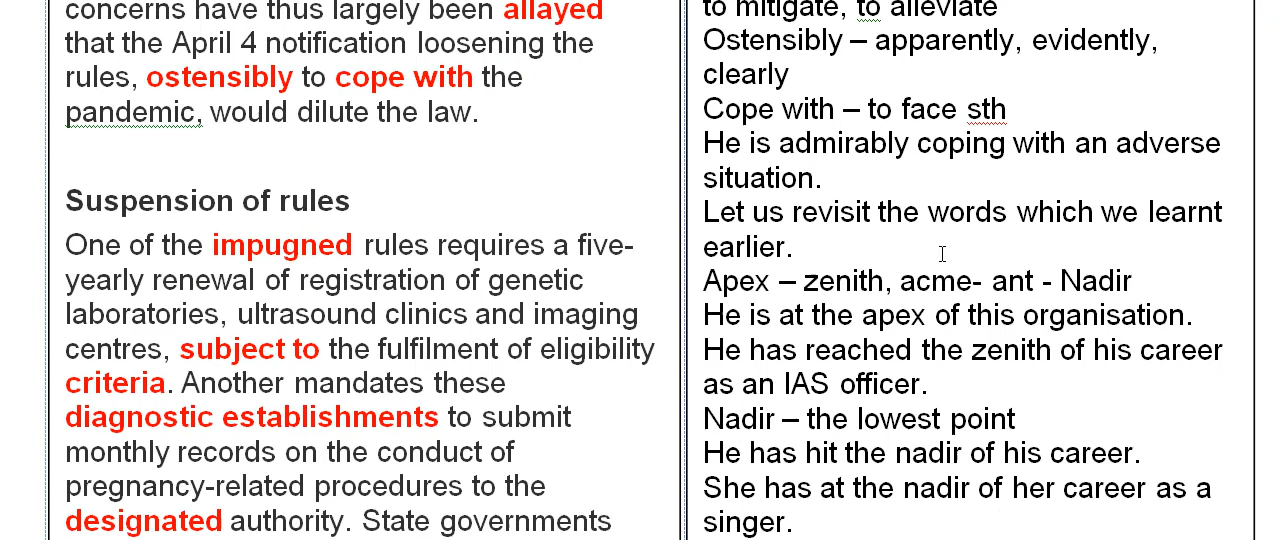 concerns have thus largely been allayed
that the April 4 notification loosening the
rules, ostensibly to cope with the
pandemic, would dilute the law.
Suspension of rules
One of the impugned rules requires a five-
yearly renewal of registration of genetic
laboratories, ultrasound clinics and imaging
centres, subject to the fulfilment of eligibility
criteria. Another mandates these
diagnostic establishments to submit
monthly records on the conduct of
pregnancy-related procedures to the
designated authority. State governments
to mitigate, to alleviate
Ostensibly – apparently, evidently,
clearly
Cope with – to face sth
He is admirably coping with an adverse
situation.
Let us revisit the words which we learnt
earlier.
Apex – zenith, acme- ant - Nadir
He is at the apex of this organisation.
He has reached the zenith of his career
as an IAS officer.
Nadir – the lowest point
He has hit the nadir of his career.
She has at the nadir of her career as a
singer.